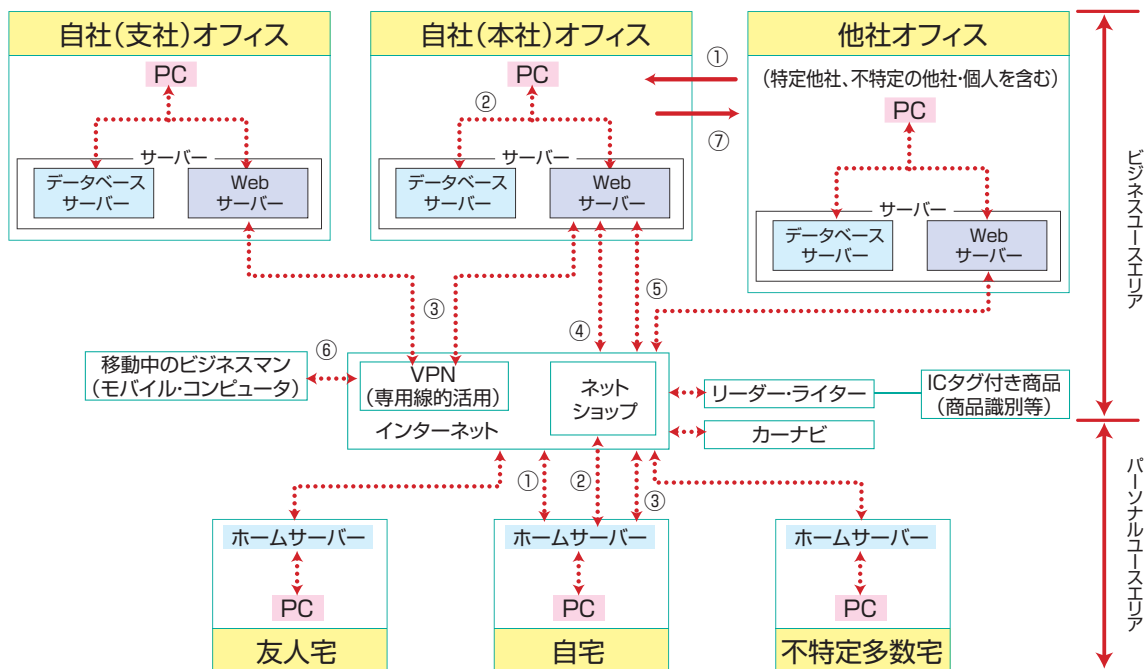 自社(支社)オフィス
PC
サーバー
データベース
サーバー
Web
サーバー
自社(本社)オフィス
PC
②
サーバー
データベース
サーバー
Web
サーバー
①
⑦
他社オフィス
(特定他社、不特定の他社・個人を含む)
PC
サーバー
データベース
サーバー
Web
サーバー
ビジネスユースエリア
③
④
⑤
⑥
移動中のビジネスマン
(モバイル・コンピュータ)
VPN
(専用線的活用)
インターネット
ネット
ショップ
リーダー・ライター
ICタグ付き商品
(商品識別等)
カーナビ
①
②
③
パーソナルユースエリア
ホームサーバー
PC
友人宅
ホームサーバー
PC
自宅
ホームサーバー
PC
不特定多数宅